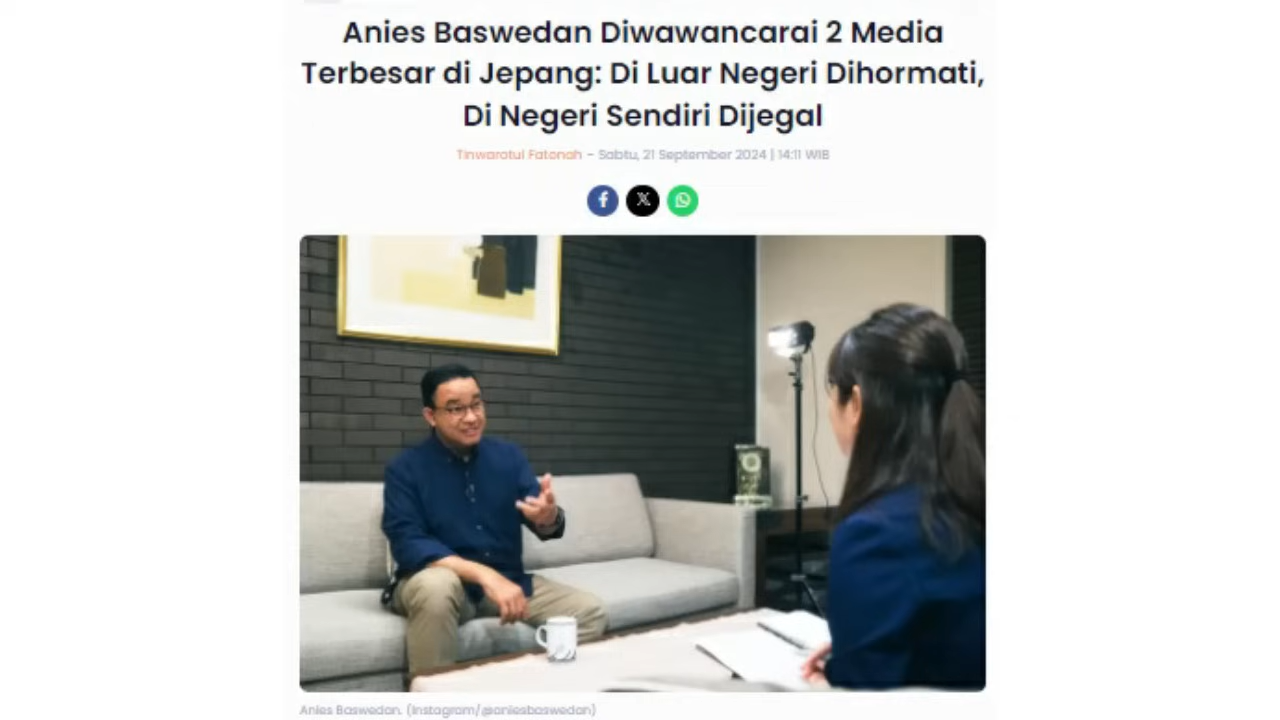 Anies Baswedan Diwawancarai 2 Media
Terbesar di Jepang: Di Luar Negeri Dihormati,
Di Negeri Sendiri Dijegal
Tinwarotul Fatonah - Sabtu, 21 September 2024 | 14:11 WIB
Anies Baswedan. (Instagram/@aniesbaswedan)